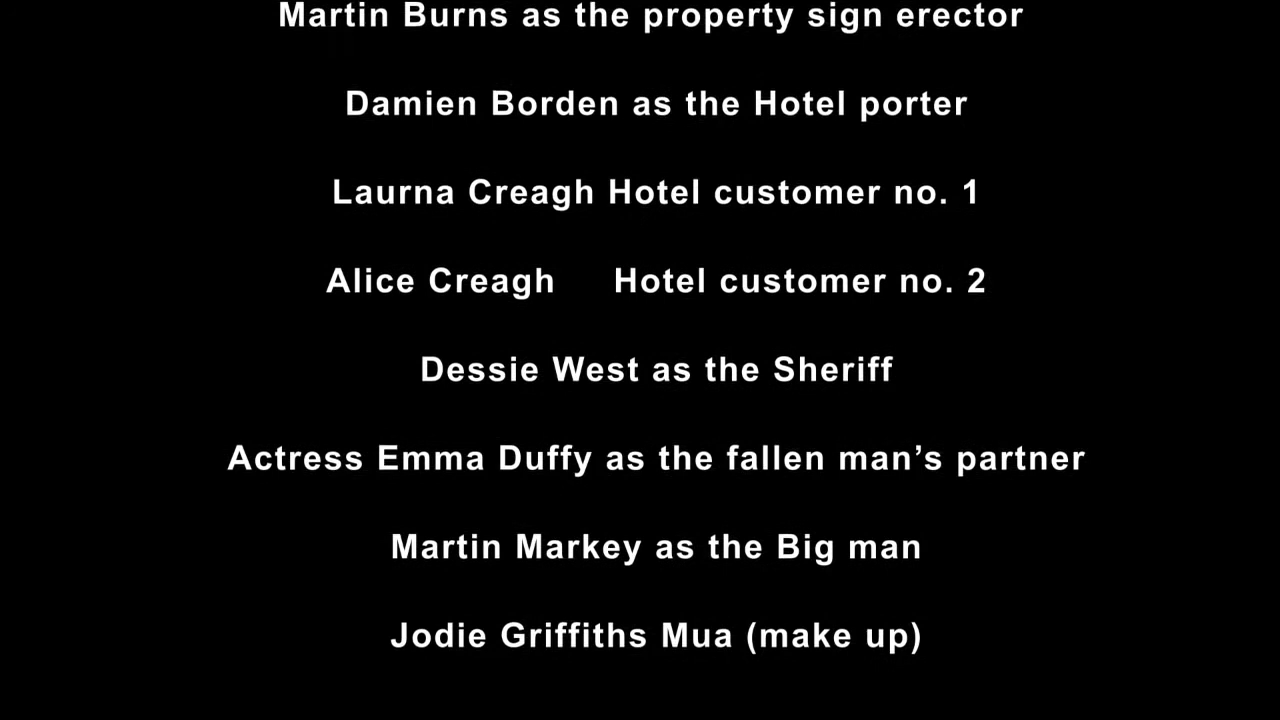 Martin Burns as the property sign erector
Damien Borden as the Hotel porter
Laurna Creagh Hotel customer no. 1
Alice Creagh Hotel customer no. 2
Dessie West as the Sheriff
Actress Emma Duffy as the fallen man’s partner
Martin Markey as the Big man
Jodie Griffiths Mua (make up)